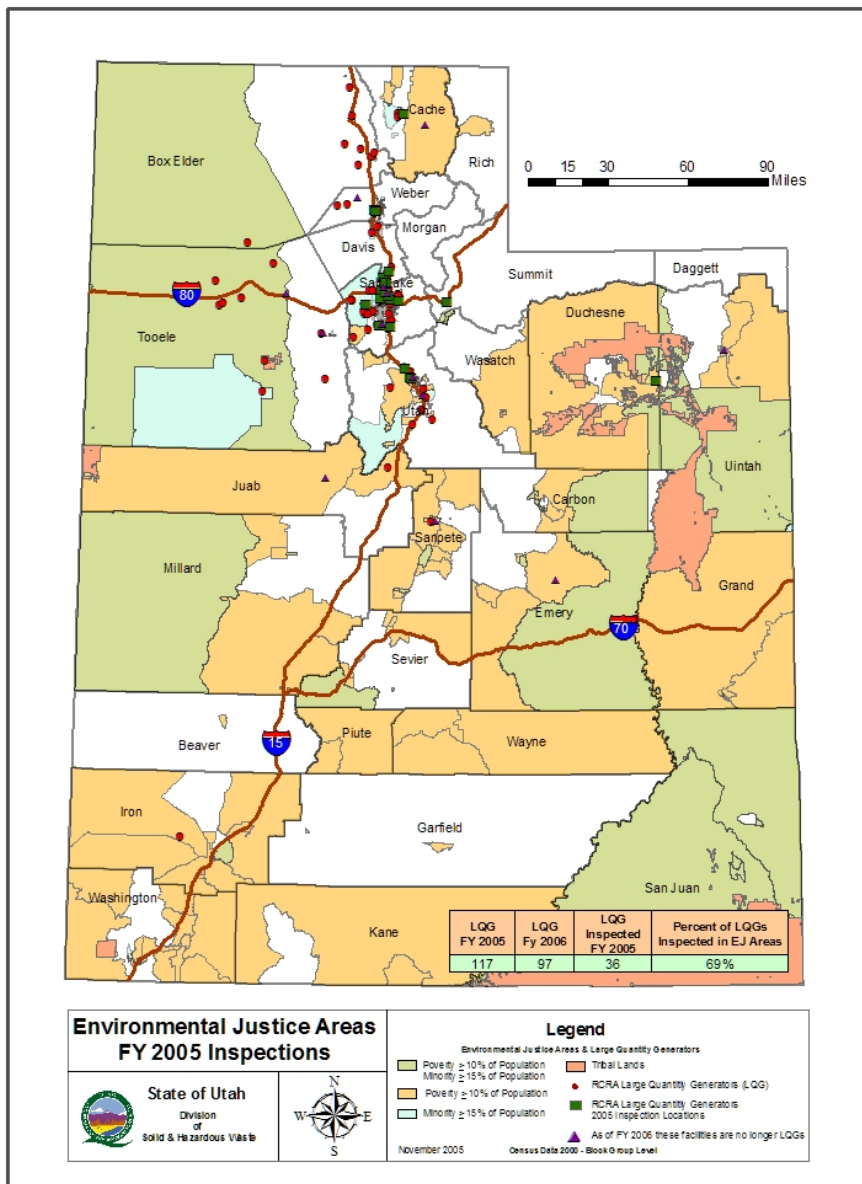 Cache
Box Elder
Rich
0 15 30 60 90
Miles
Weber
Morgan
Davis
Salt Lake
Summit
Daggett
80
Duchesne
Tooele
Wasatch
Utah
Uintah
Juab
Carbon
Sanpete
Millard
Grand
Emery
70
Sevier
Piute
Wayne
Beaver
15
Iron
Garfield
San Juan
Washington
Kane
LQG FY 2005
LQG Fy 2006
LQG Inspected FY 2005
Percent of LQGs Inspected in EJ Areas
117 97 36 69%
Environmental Justice Areas
FY 2005 Inspections
State of Utah
Division
of
Solid & Hazardous Waste
N
W E
S
Legend
Environmental Justice Areas & Large Quantity Generators
Poverty ≥ 10% of Population
Minority ≥ 15% of Population
Poverty ≥ 10% of Population
Minority ≥ 15% of Population
Tribal Lands
RCRA Large Quantity Generators (LQG)
RCRA Large Quantity Generators
2005 Inspection Locations
As of FY 2006 these facilities are no longer LQGs
November 2005
Census Data 2000 - Block Group Level